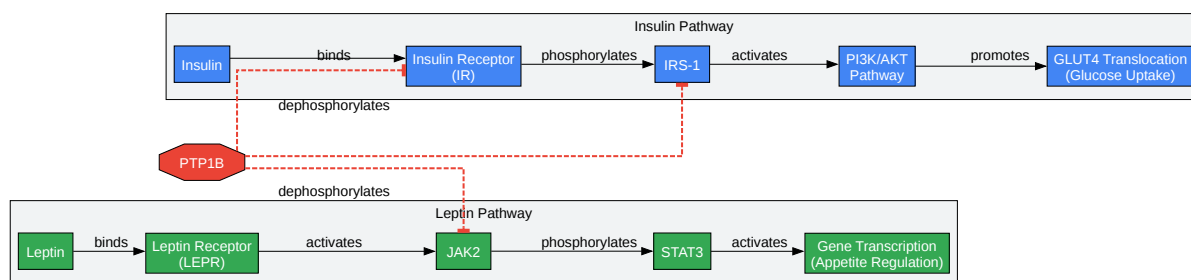 Insulin Pathway
Insulin
binds
Insulin Receptor
(IR)
phosphorylates
IRS-1
activates
PI3K/AKT
Pathway
promotes
GLUT4 Translocation
(Glucose Uptake)
dephosphorylates
PTP1B
dephosphorylates
Leptin Pathway
Leptin
binds
Leptin Receptor
(LEPR)
activates
JAK2
phosphorylates
STAT3
activates
Gene Transcription
(Appetite Regulation)